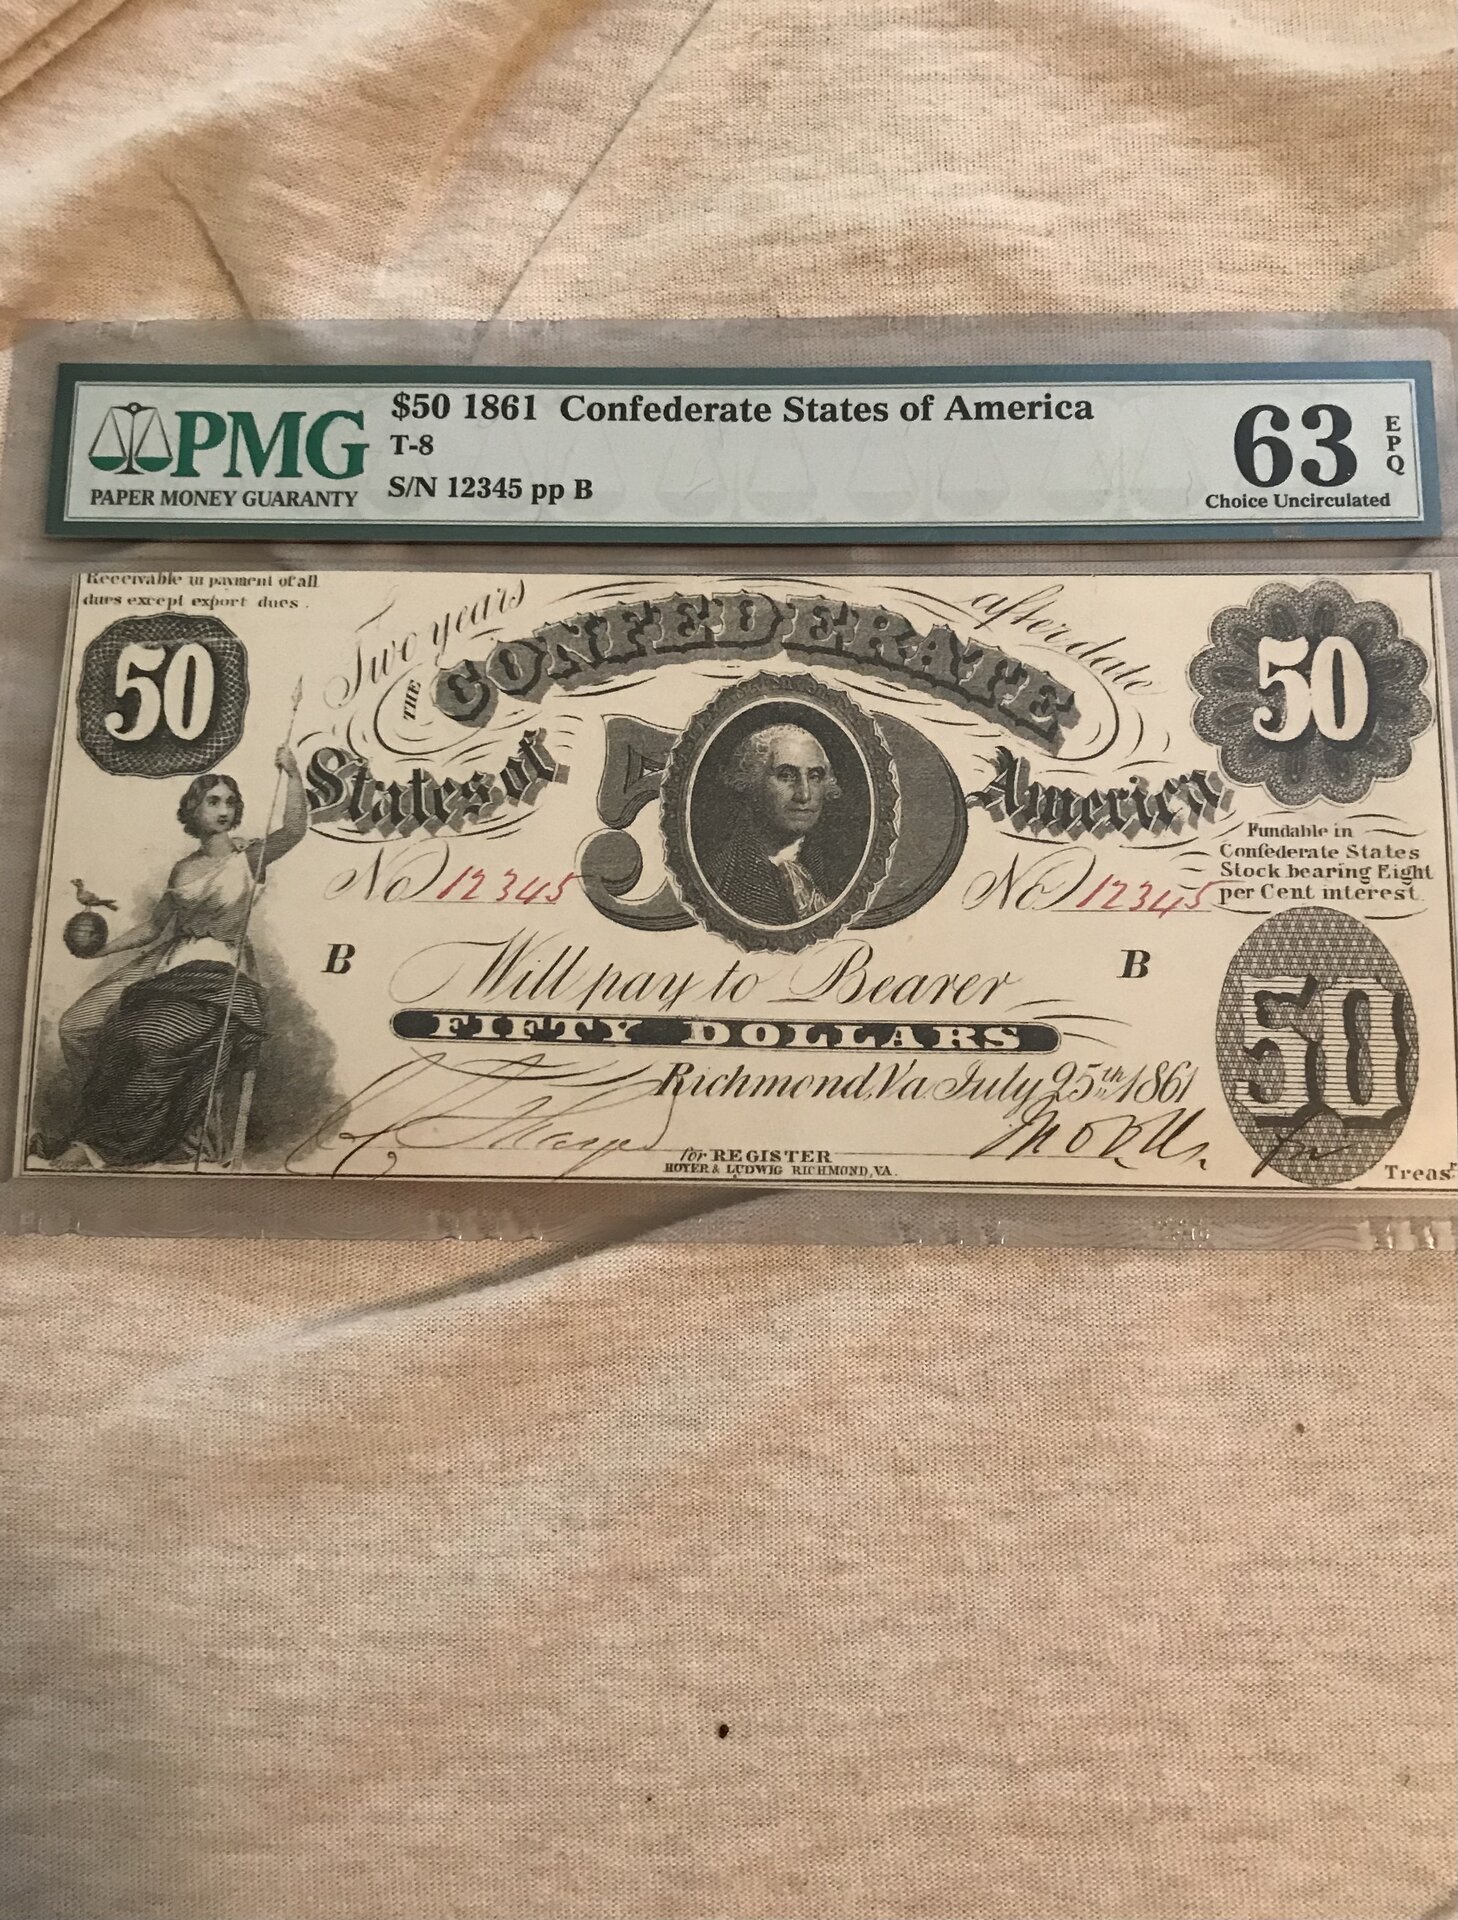 PMG
PAPER MONEY GUARANTY
$50 1861 Confederate States of America
T-8
S/N 12345 pp B
63
EPQ
Choice Uncirculated
Receivable in payment of all
dues except export dues.
Two years after date
THE CONFEDERATE
States of America
50
50
50
Fundable in
Confederate States
Stock bearing Eight
per Cent interest.
No 12345
No 12345
B
B
Will pay to Bearer
FIFTY DOLLARS
Richmond, Va. July 25th 1861
50
for REGISTER
for
Treasr
HOYER & LUDWIG RICHMOND, VA.